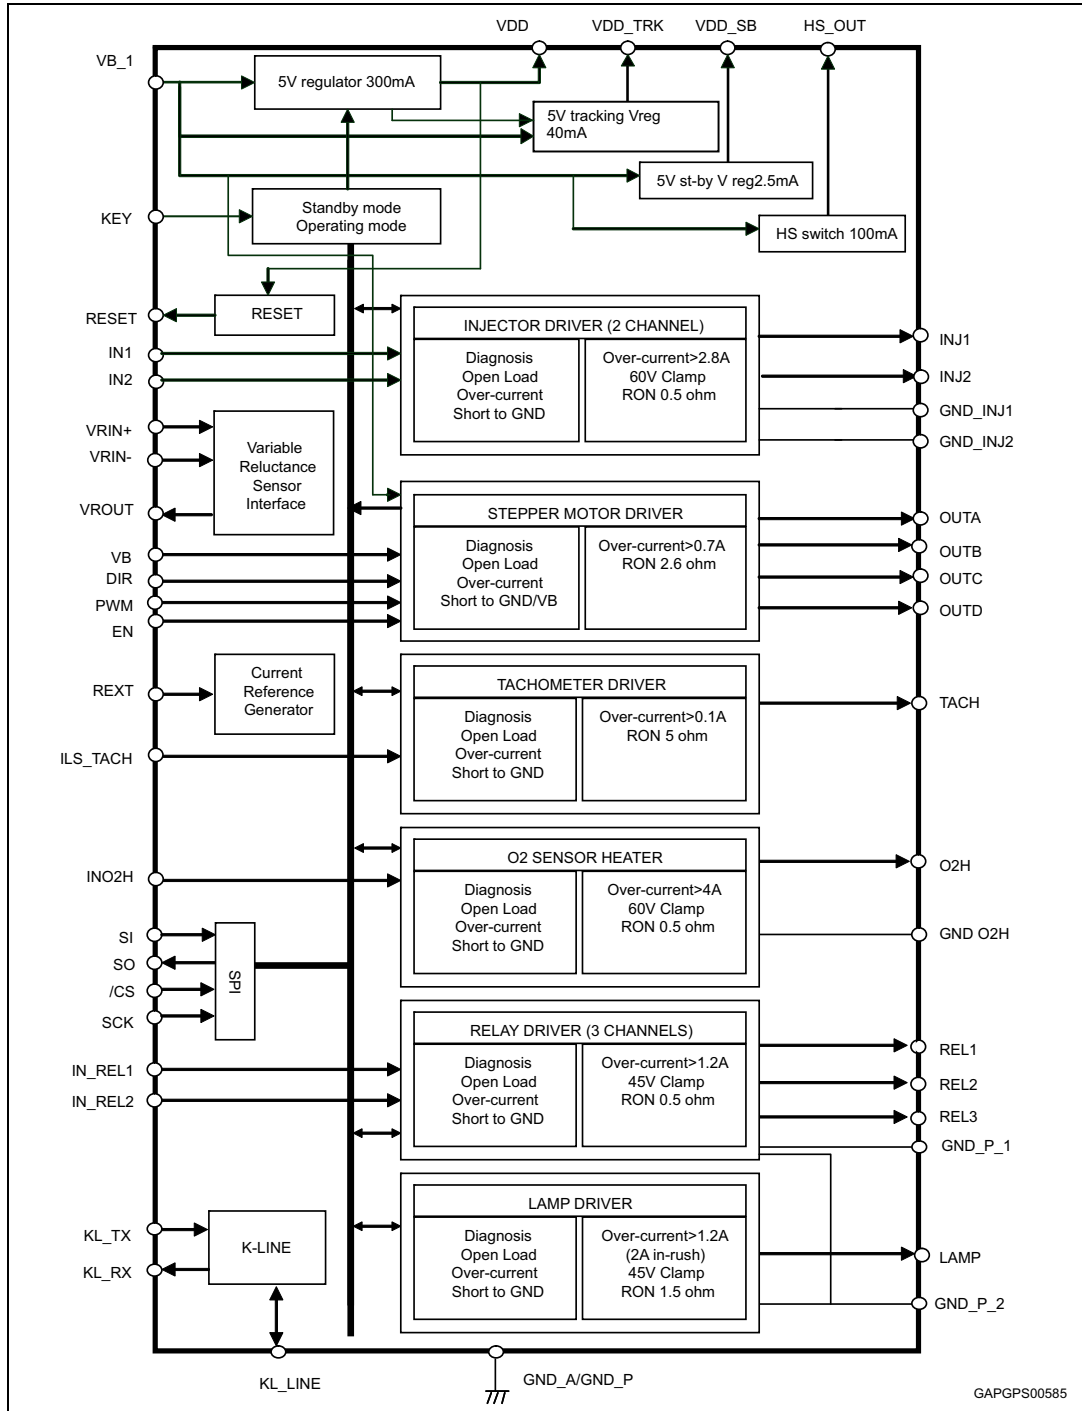 VDD
VDD_TRK
VDD_SB
HS_OUT
VB_1
5V regulator 300mA
5V tracking Vreg
40mA
5V st-by V reg2.5mA
KEY
Standby mode
Operating mode
HS switch 100mA
RESET
RESET
IN1
IN2
INJECTOR DRIVER (2 CHANNEL)
Diagnosis
Open Load
Over-current
Short to GND
Over-current>2.8A
60V Clamp
RON 0.5 ohm
INJ1
INJ2
GND_INJ1
GND_INJ2
VRIN+
VRIN-
VROUT
Variable
Reluctance
Sensor
Interface
VB
DIR
PWM
EN
STEPPER MOTOR DRIVER
Diagnosis
Open Load
Over-current
Short to GND/VB
Over-current>0.7A
RON 2.6 ohm
OUTA
OUTB
OUTC
OUTD
REXT
Current
Reference
Generator
ILS_TACH
TACHOMETER DRIVER
Diagnosis
Open Load
Over-current
Short to GND
Over-current>0.1A
RON 5 ohm
TACH
INO2H
O2 SENSOR HEATER
Diagnosis
Open Load
Over-current
Short to GND
Over-current>4A
60V Clamp
RON 0.5 ohm
O2H
GND O2H
SI
SO
/CS
SCK
SPI
IN_REL1
IN_REL2
RELAY DRIVER (3 CHANNELS)
Diagnosis
Open Load
Over-current
Short to GND
Over-current>1.2A
45V Clamp
RON 0.5 ohm
REL1
REL2
REL3
GND_P_1
KL_TX
KL_RX
K-LINE
LAMP DRIVER
Diagnosis
Open Load
Over-current
Short to GND
Over-current>1.2A
(2A in-rush)
45V Clamp
RON 1.5 ohm
LAMP
GND_P_2
KL_LINE
GND_A/GND_P
GAPGPS00585